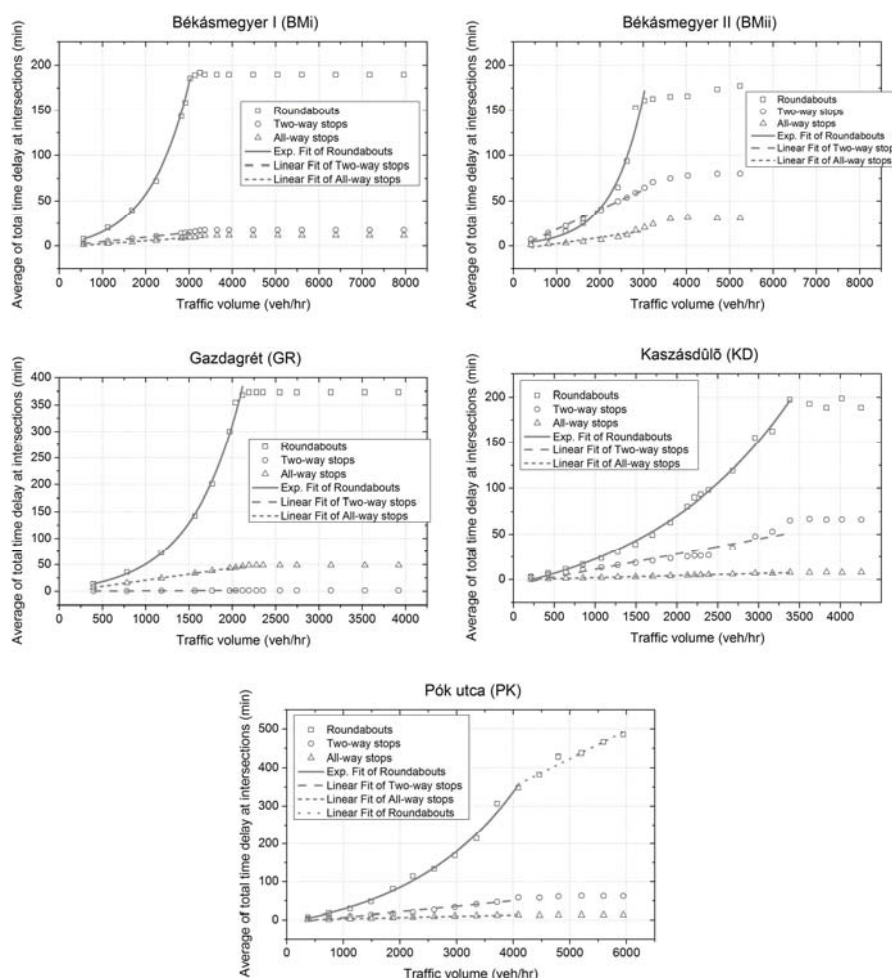 Békásmegyer I (BMi)
Average of total time delay at intersections (min)
200
150
100
50
0
Roundabouts
Two-way stops
All-way stops
Exp. Fit of Roundabouts
Linear Fit of Two-way stops
Linear Fit of All-way stops
0 1000 2000 3000 4000 5000 6000 7000 8000
Traffic volume (veh/hr)
Békásmegyer II (BMii)
Average of total time delay at intersections (min)
200
150
100
50
0
Roundabouts
Two-way stops
All-way stops
Exp. Fit of Roundabouts
Linear Fit of Two-way stop
Linear Fit of All-way stops
0 1000 2000 3000 4000 5000 6000 7000 8000
Traffic volume (veh/hr)
Gazdagrét (GR)
Average of total time delay at intersections (min)
400
350
300
250
200
150
100
50
0
Roundabouts
Two-way stops
All-way stops
Exp. Fit of Roundabouts
Linear Fit of Two-way stops
Linear Fit of All-way stops
0 500 1000 1500 2000 2500 3000 3500 4000
Traffic volume (veh/hr)
Kaszásdûlõ (KD)
Average of total time delay at intersections (min)
200
150
100
50
0
Roundabouts
Two-way stops
All-way stops
Exp. Fit of Roundabouts
Linear Fit of Two-way stops
Linear Fit of All-way stops
0 500 1000 1500 2000 2500 3000 3500 4000
Traffic volume (veh/hr)
Pók utca (PK)
Average of total time delay at intersections (min)
500
400
300
200
100
0
Roundabouts
Two-way stops
All-way stops
Exp. Fit of Roundabouts
Linear Fit of Two-way stops
Linear Fit of All-way stops
Linear Fit of Roundabouts
0 1000 2000 3000 4000 5000 6000
Traffic volume (veh/hr)